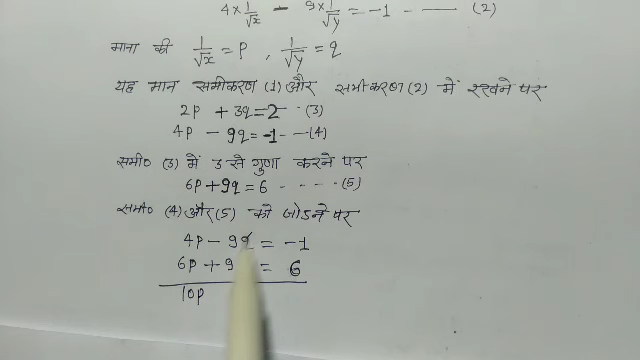 4 × 1/√x - 9 × 1/√y = -1 - --- (2)
माना की 1/√x = P , 1/√y = q
यह मान समीकरण (1) और समीकरण (2) में रखने पर
2p + 3q = 2 -- (3)
4P - 9q = -1 -- (4)
समी० (3) में 3 से गुणा करने पर
6P + 9q = 6 - - - - (5)
समी० (4) और (5) को जोडने पर
4P - 9q = -1
6P + 9 = 6
10P